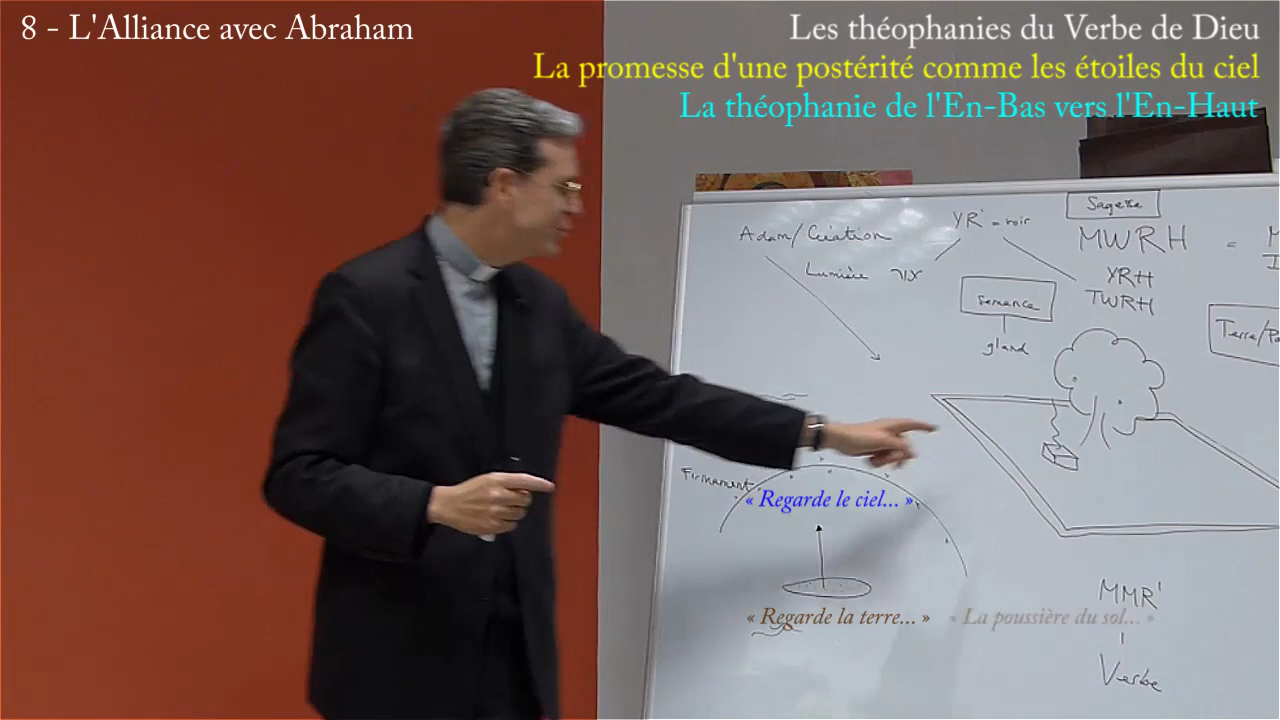 8 - L'Alliance avec Abraham
Les théophanies du Verbe de Dieu
La promesse d'une postérité comme les étoiles du ciel
La théophanie de l'En-Bas vers l'En-Haut
Sagesse
YR' = voir
Adam/Création
MWRH =
Lumière
YRH
TWRH
semence
gland
Terre/
Firmament
« Regarde le ciel... »
MMR'
« Regarde la terre... » « La poussière du sol... »
Verbe